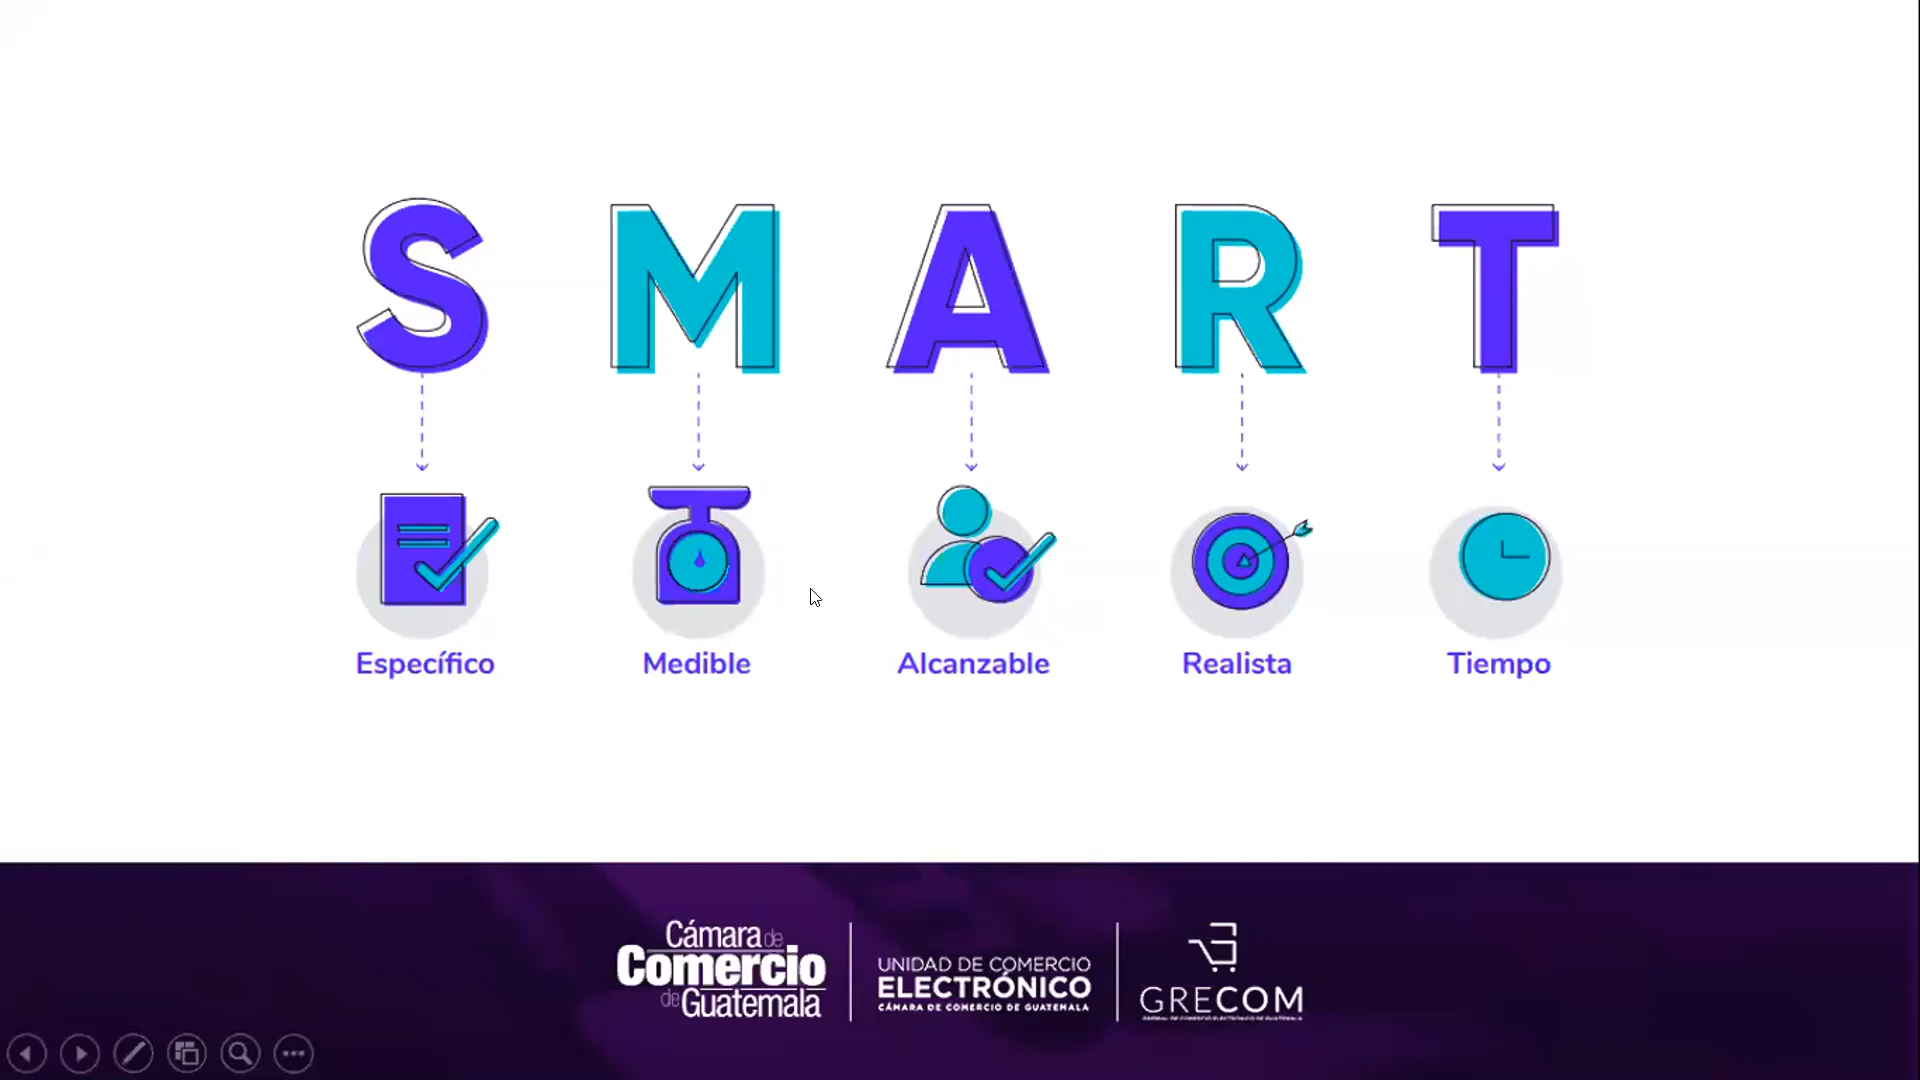 S M A R T
Específico Medible Alcanzable Realista Tiempo
Cámara de
Comercio
de Guatemala
UNIDAD DE COMERCIO
ELECTRÓNICO
CÁMARA DE COMERCIO DE GUATEMALA
GRECOM